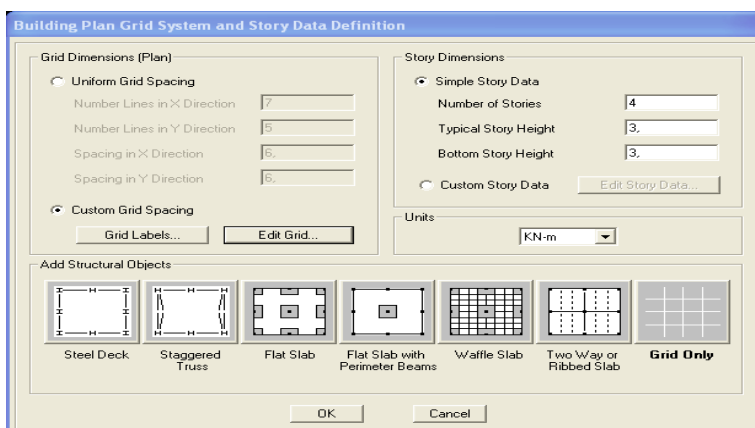 Building Plan Grid System and Story Data Definition
Grid Dimensions (Plan)
Uniform Grid Spacing
Number Lines in X Direction 7
Number Lines in Y Direction 5
Spacing in X Direction 6,
Spacing in Y Direction 6,
Custom Grid Spacing
Grid Labels... Edit Grid...
Story Dimensions
Simple Story Data
Number of Stories 4
Typical Story Height 3,
Bottom Story Height 3,
Custom Story Data Edit Story Data...
Units
KN-m
Add Structural Objects
Steel Deck
Staggered
Truss
Flat Slab
Flat Slab with
Perimeter Beams
Waffle Slab
Two Way or
Ribbed Slab
Grid Only
OK Cancel